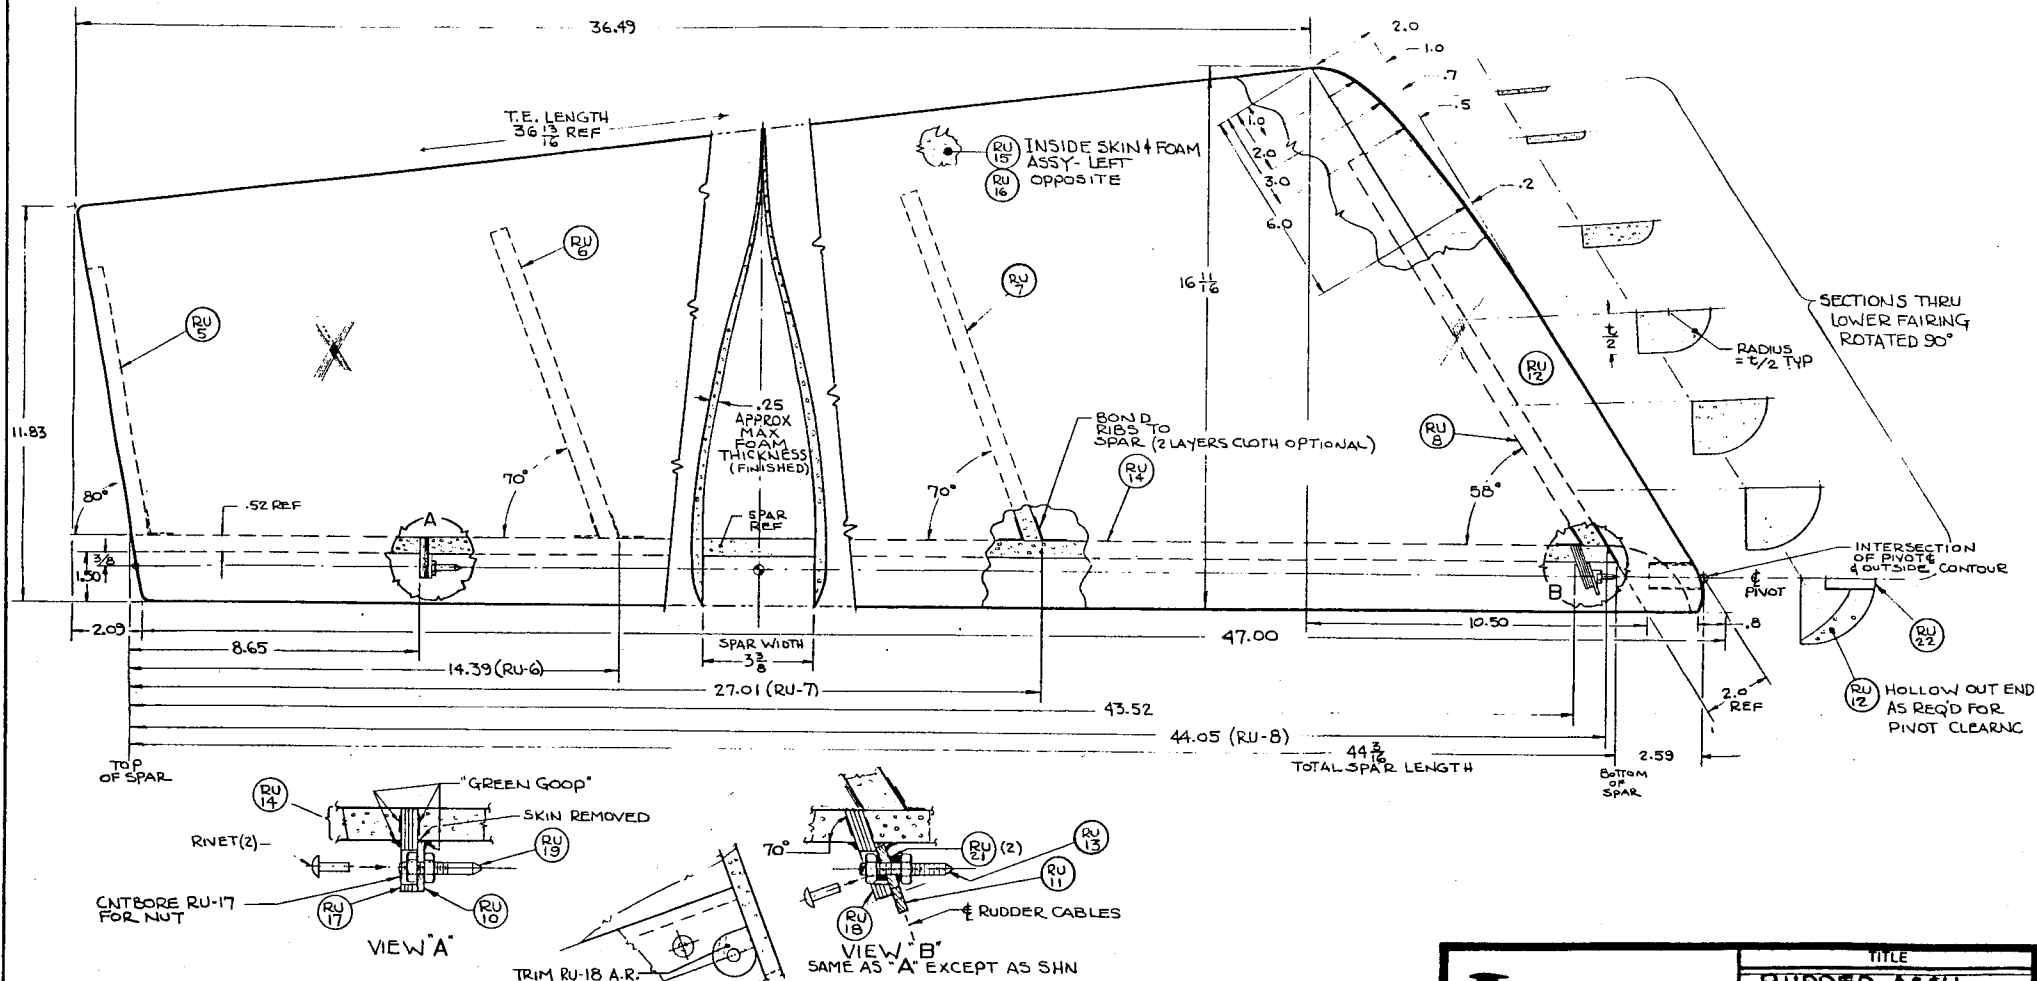 36.49
2.0
1.0
.7
.5
.2
T.E. LENGTH
36 13/16 REF
RU 15
INSIDE SKIN & FOAM
ASSY - LEFT
RU 16
OPPOSITE
1.0
2.0
3.0
6.0
RU 6
RU 7
RU 5
16 11/16
SECTIONS THRU
LOWER FAIRING
ROTATED 90°
t/2
RADIUS
= t/2 TYP
RU 12
.25
APPROX
MAX
FOAM
THICKNESS
(FINISHED)
BOND
RIBS TO
SPAR (2 LAYERS CLOTH OPTIONAL)
RU 8
RU 14
11.83
80°
70°
70°
58°
.52 REF
A
SPAR
REF
3/8
1.50
B
INTERSECTION
OF PIVOT ℄
& OUTSIDE CONTOUR
℄
PIVOT
2.09
47.00
10.50
.8
RU 22
8.65
SPAR WIDTH
3 3/8
14.39 (RU-6)
27.01 (RU-7)
2.0
REF
RU 12
HOLLOW OUT END
AS REQ'D FOR
PIVOT CLEARNC
43.52
44.05 (RU-8)
44 3/16
TOTAL SPAR LENGTH
2.59
TOP
OF SPAR
BOTTOM
OF
SPAR
RU 14
"GREEN GOOP"
SKIN REMOVED
RIVET (2)
RU 19
70°
RU 21
(2)
RU 13
RU 11
CNTBORE RU-17
FOR NUT
RU 17
RU 10
RU 18
℄ RUDDER CABLES
VIEW "A"
VIEW "B"
SAME AS "A" EXCEPT AS SHN
TRIM RU-18 A.R.
TITLE
RUDDER ASSY